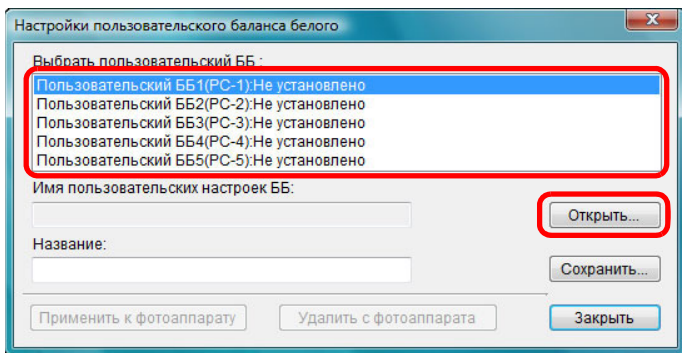 Настройки пользовательского баланса белого
Выбрать пользовательский ББ :
Пользовательский ББ1(PC-1):Не установлено
Пользовательский ББ2(PC-2):Не установлено
Пользовательский ББ3(PC-3):Не установлено
Пользовательский ББ4(PC-4):Не установлено
Пользовательский ББ5(PC-5):Не установлено
Имя пользовательских настроек ББ:
Открыть...
Название:
Сохранить...
Применить к фотоаппарату Удалить с фотоаппарата Закрыть